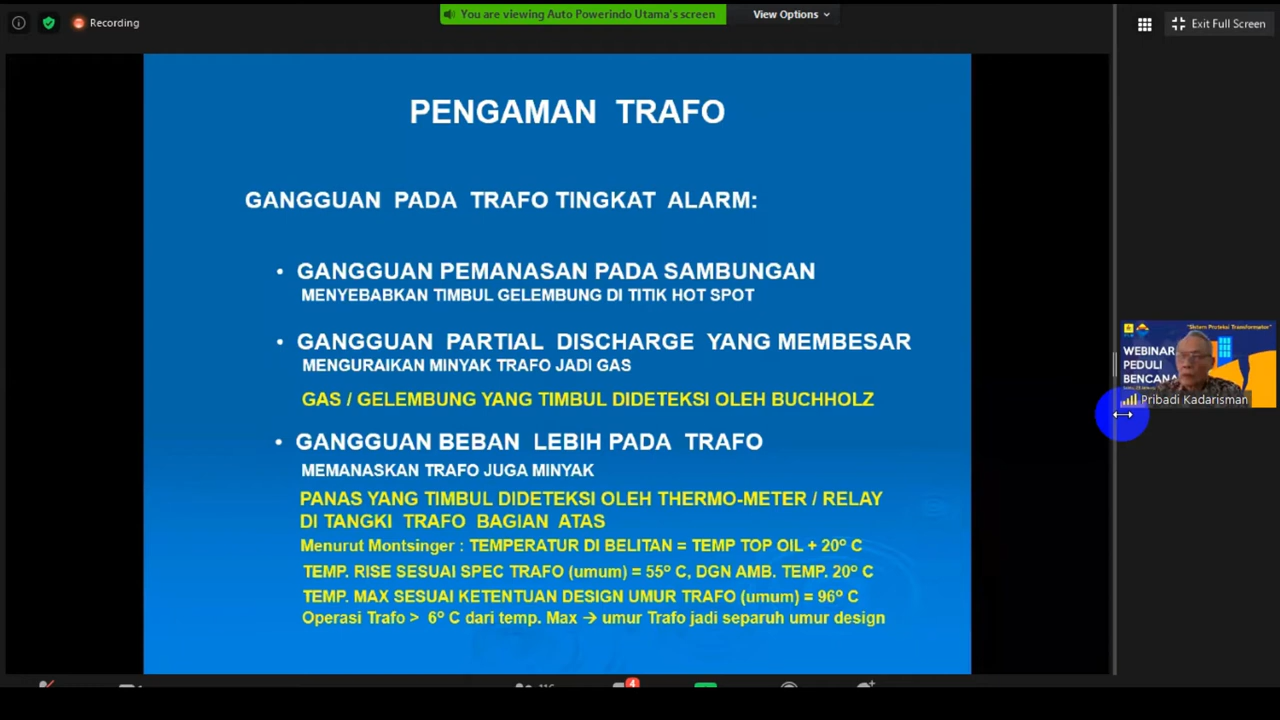 You are viewing Auto Powerindo Utama's screen
View Options
Recording
Exit Full Screen
PENGAMAN TRAFO
GANGGUAN PADA TRAFO TINGKAT ALARM:
• GANGGUAN PEMANASAN PADA SAMBUNGAN
MENYEBABKAN TIMBUL GELEMBUNG DI TITIK HOT SPOT
• GANGGUAN PARTIAL DISCHARGE YANG MEMBESAR
MENGURAIKAN MINYAK TRAFO JADI GAS
GAS / GELEMBUNG YANG TIMBUL DIDETEKSI OLEH BUCHHOLZ
• GANGGUAN BEBAN LEBIH PADA TRAFO
MEMANASKAN TRAFO JUGA MINYAK
PANAS YANG TIMBUL DIDETEKSI OLEH THERMO-METER / RELAY
DI TANGKI TRAFO BAGIAN ATAS
Menurut Montsinger : TEMPERATUR DI BELITAN = TEMP TOP OIL + 20º C
TEMP. RISE SESUAI SPEC TRAFO (umum) = 55º C, DGN AMB. TEMP. 20º C
TEMP. MAX SESUAI KETENTUAN DESIGN UMUR TRAFO (umum) = 96º C
Operasi Trafo > 6º C dari temp. Max → umur Trafo jadi separuh umur design
"Sistem Proteksi Transformator"
WEBINAR
PEDULI
BENCANA
Pribadi Kadarisman
4